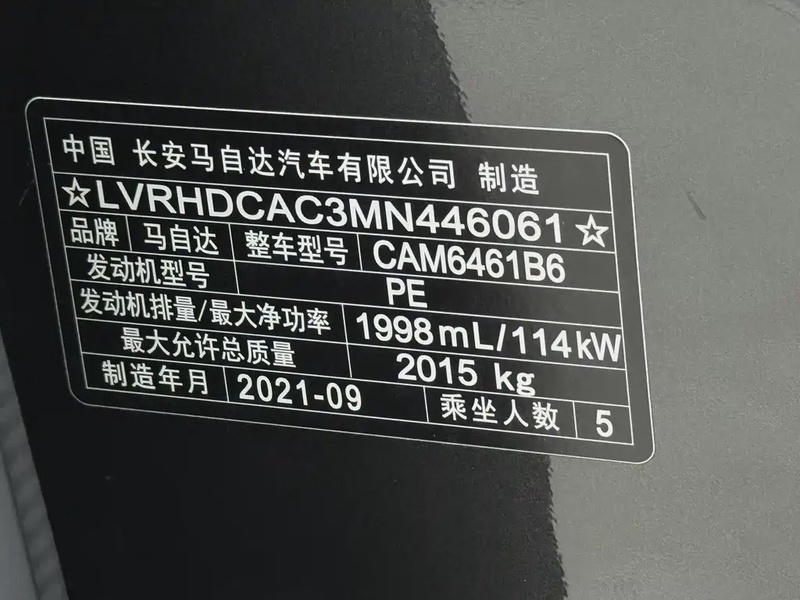 中国 长安马自达汽车有限公司 制造
☆LVRHDCAC3MN446061☆
品牌 马自达 整车型号 CAM6461B6
发动机型号 PE
发动机排量/最大净功率 1998mL/114kW
最大允许总质量 2015 kg
制造年月 2021-09 乘坐人数 5